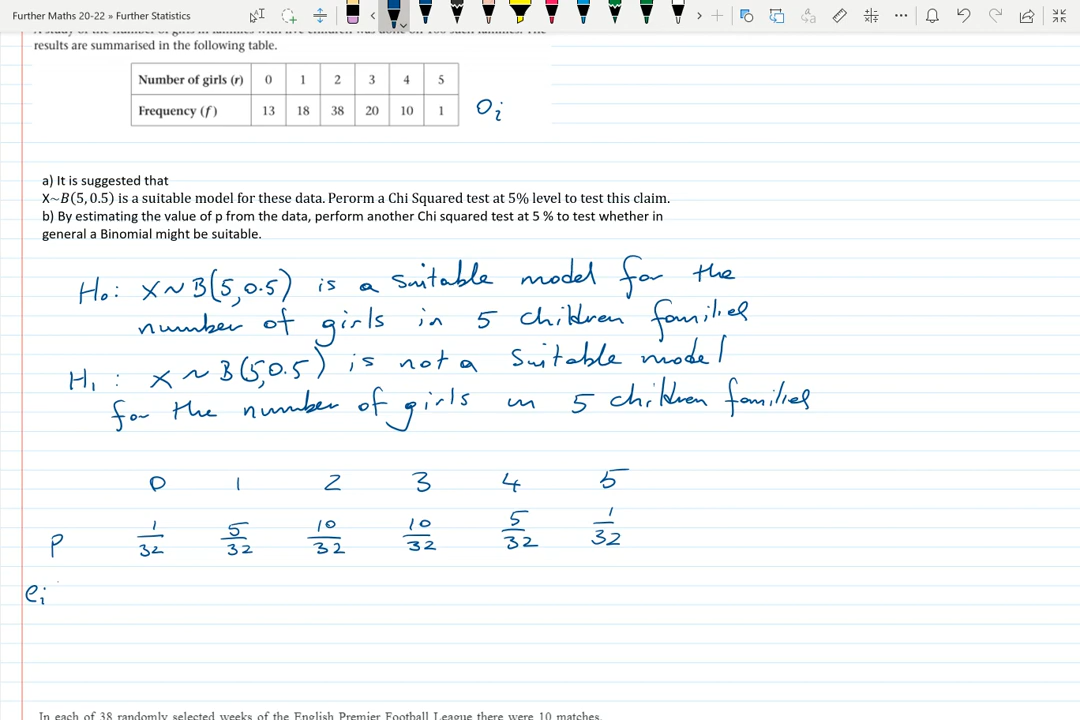 Further Maths 20-22 » Further Statistics
results are summarised in the following table.
Number of girls (r) 0 1 2 3 4 5
Frequency (f) 13 18 38 20 10 1 Oi
a) It is suggested that
X~B(5,0.5) is a suitable model for these data. Perorm a Chi Squared test at 5% level to test this claim.
b) By estimating the value of p from the data, perform another Chi squared test at 5 % to test whether in
general a Binomial might be suitable.
H₀: X~B(5,0.5) is a suitable model for the
number of girls in 5 children families
H₁: X ~ B(5,0.5) is not a suitable model
for the number of girls in 5 children families
0 1 2 3 4 5
P 1/32 5/32 10/32 10/32 5/32 1/32
ei
In each of 38 randomly selected weeks of the English Premier Football League there were 10 matches.